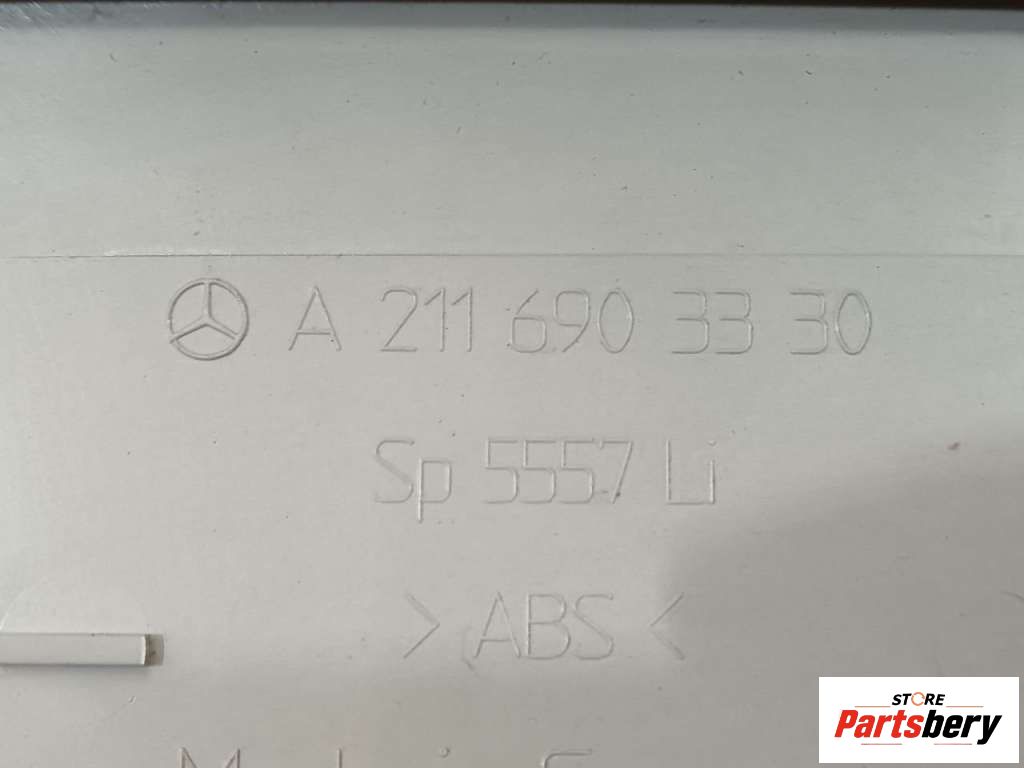 A 211 690 33 30
Sp 5557 Li
>ABS<
STORE
Partsbery